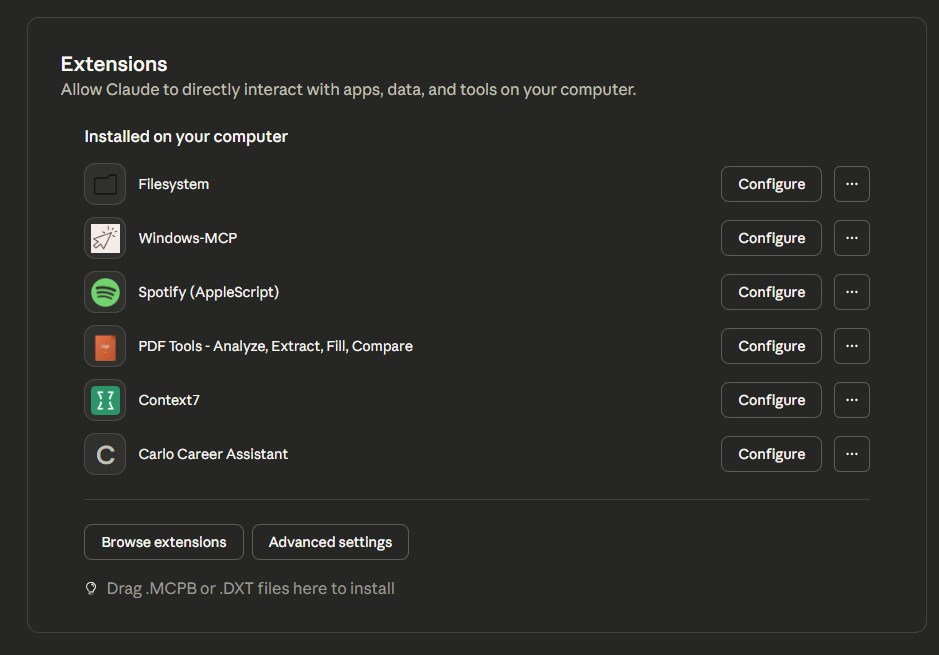 Extensions
Allow Claude to directly interact with apps, data, and tools on your computer.
Installed on your computer
Filesystem
Configure
...
Windows-MCP
Configure
...
Spotify (AppleScript)
Configure
...
PDF Tools - Analyze, Extract, Fill, Compare
Configure
...
Context7
Configure
...
C
Carlo Career Assistant
Configure
...
Browse extensions
Advanced settings
Drag .MCPB or .DXT files here to install